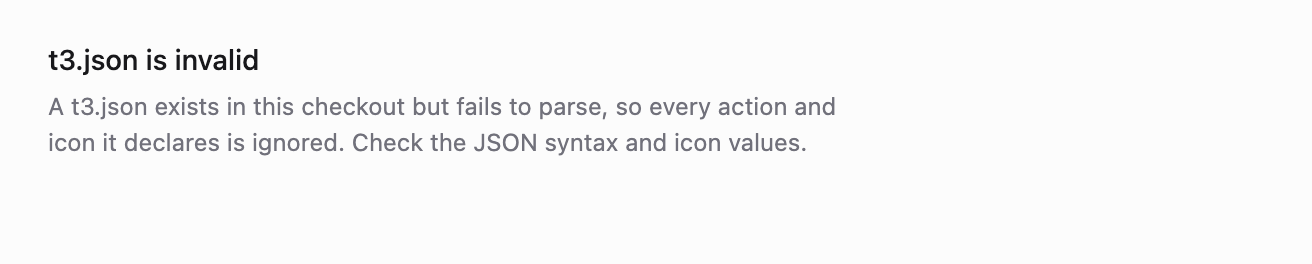 t3.json is invalid
A t3.json exists in this checkout but fails to parse, so every action and
icon it declares is ignored. Check the JSON syntax and icon values.